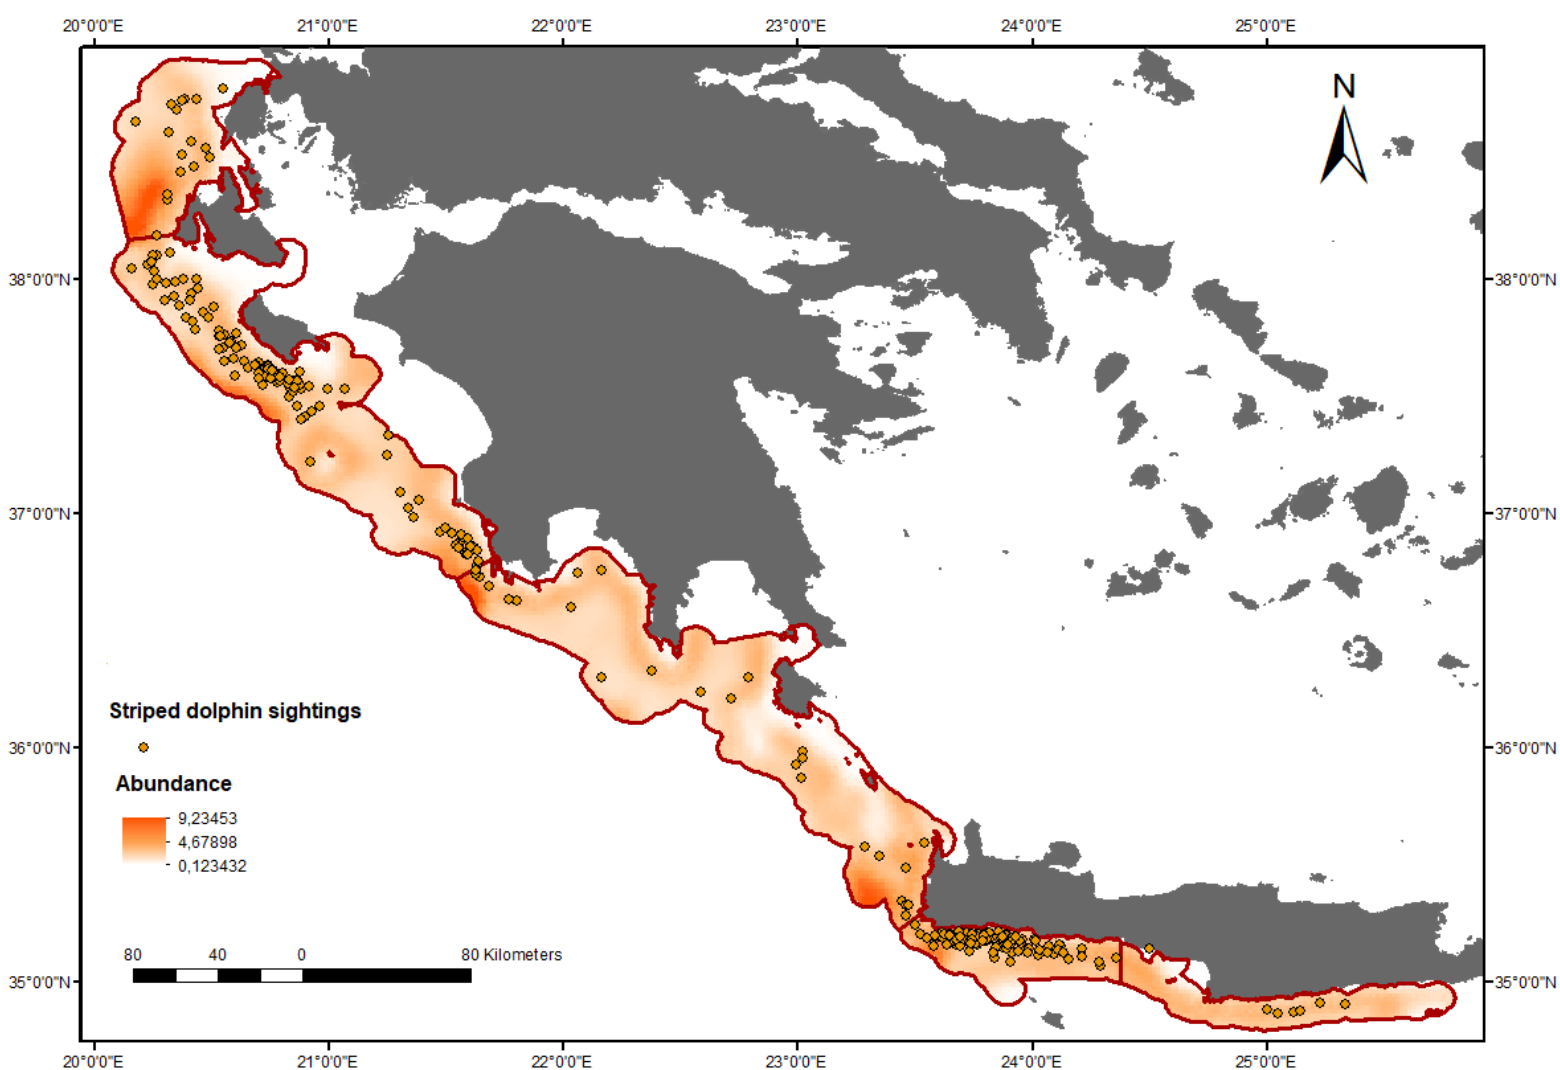 20°0'0"E 21°0'0"E 22°0'0"E 23°0'0"E 24°0'0"E 25°0'0"E
N
38°0'0"N 38°0'0"N
37°0'0"N 37°0'0"N
Striped dolphin sightings
36°0'0"N 36°0'0"N
Abundance
9,23453
4,67898
0,123432
80 40 0 80 Kilometers
35°0'0"N 35°0'0"N
20°0'0"E 21°0'0"E 22°0'0"E 23°0'0"E 24°0'0"E 25°0'0"E